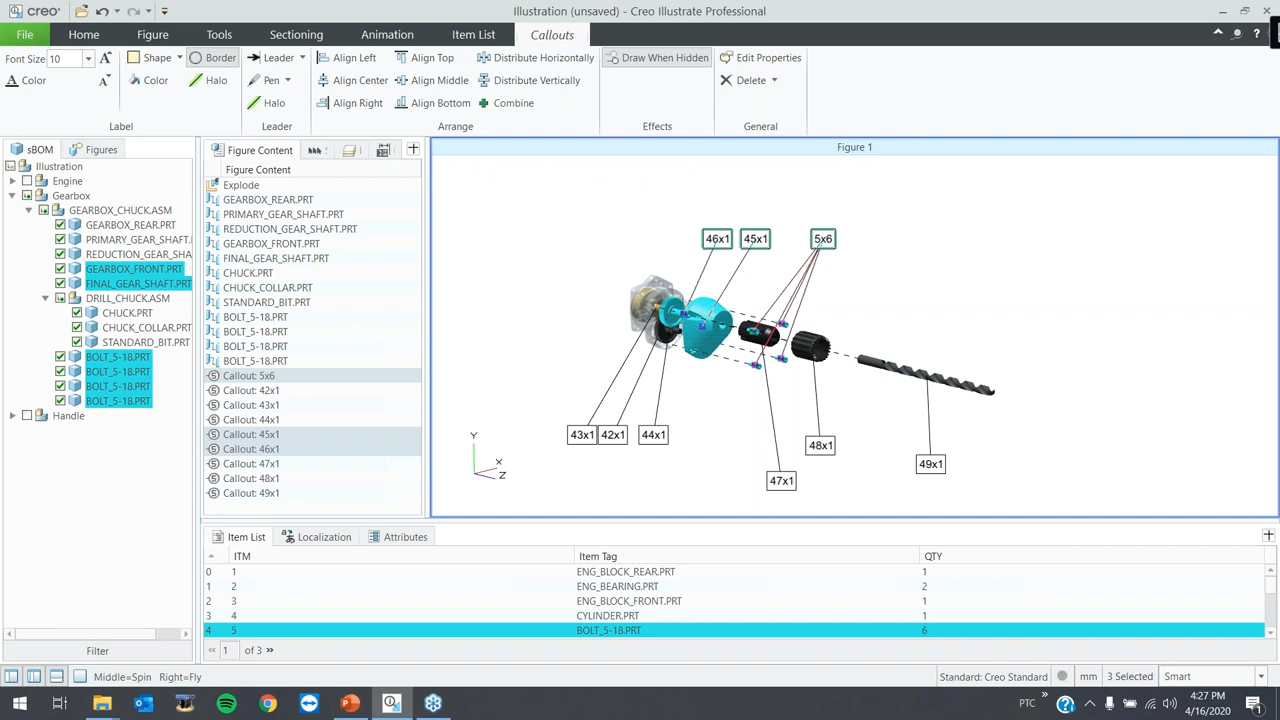 creo
Illustration (unsaved) - Creo Illustrate Professional
File Home Figure Tools Sectioning Animation Item List Callouts
Font Size 10 A Shape Border Leader Align Left Align Top Distribute Horizontally Draw When Hidden Edit Properties
A Color A Color Halo Pen Align Center Align Middle Distribute Vertically Delete
Halo Align Right Align Bottom Combine
Label Leader Arrange Effects General
sBOM Figures
Illustration
Engine
Gearbox
GEARBOX_CHUCK.ASM
GEARBOX_REAR.PRT
PRIMARY_GEAR_SHAFT.
REDUCTION_GEAR_SHA
GEARBOX_FRONT.PRT
FINAL_GEAR_SHAFT.PRT
DRILL_CHUCK.ASM
CHUCK.PRT
CHUCK_COLLAR.PRT
STANDARD_BIT.PRT
BOLT_5-18.PRT
BOLT_5-18.PRT
BOLT_5-18.PRT
BOLT_5-18.PRT
Handle
Filter
Figure Content
Figure Content
Explode
GEARBOX_REAR.PRT
PRIMARY_GEAR_SHAFT.PRT
REDUCTION_GEAR_SHAFT.PRT
GEARBOX_FRONT.PRT
FINAL_GEAR_SHAFT.PRT
CHUCK.PRT
CHUCK_COLLAR.PRT
STANDARD_BIT.PRT
BOLT_5-18.PRT
BOLT_5-18.PRT
BOLT_5-18.PRT
BOLT_5-18.PRT
Callout: 5x6
Callout: 42x1
Callout: 43x1
Callout: 44x1
Callout: 45x1
Callout: 46x1
Callout: 47x1
Callout: 48x1
Callout: 49x1
Figure 1
46x1 45x1 5x6
43x1 42x1 44x1
48x1
49x1
47x1
Y
X
Z
Item List Localization Attributes
ITM Item Tag QTY
0 1 ENG_BLOCK_REAR.PRT 1
1 2 ENG_BEARING.PRT 2
2 3 ENG_BLOCK_FRONT.PRT 1
3 4 CYLINDER.PRT 1
4 5 BOLT_5-18.PRT 6
1 of 3
Middle=Spin Right=Fly
Standard: Creo Standard mm 3 Selected Smart
PTC
4:27 PM
4/16/2020